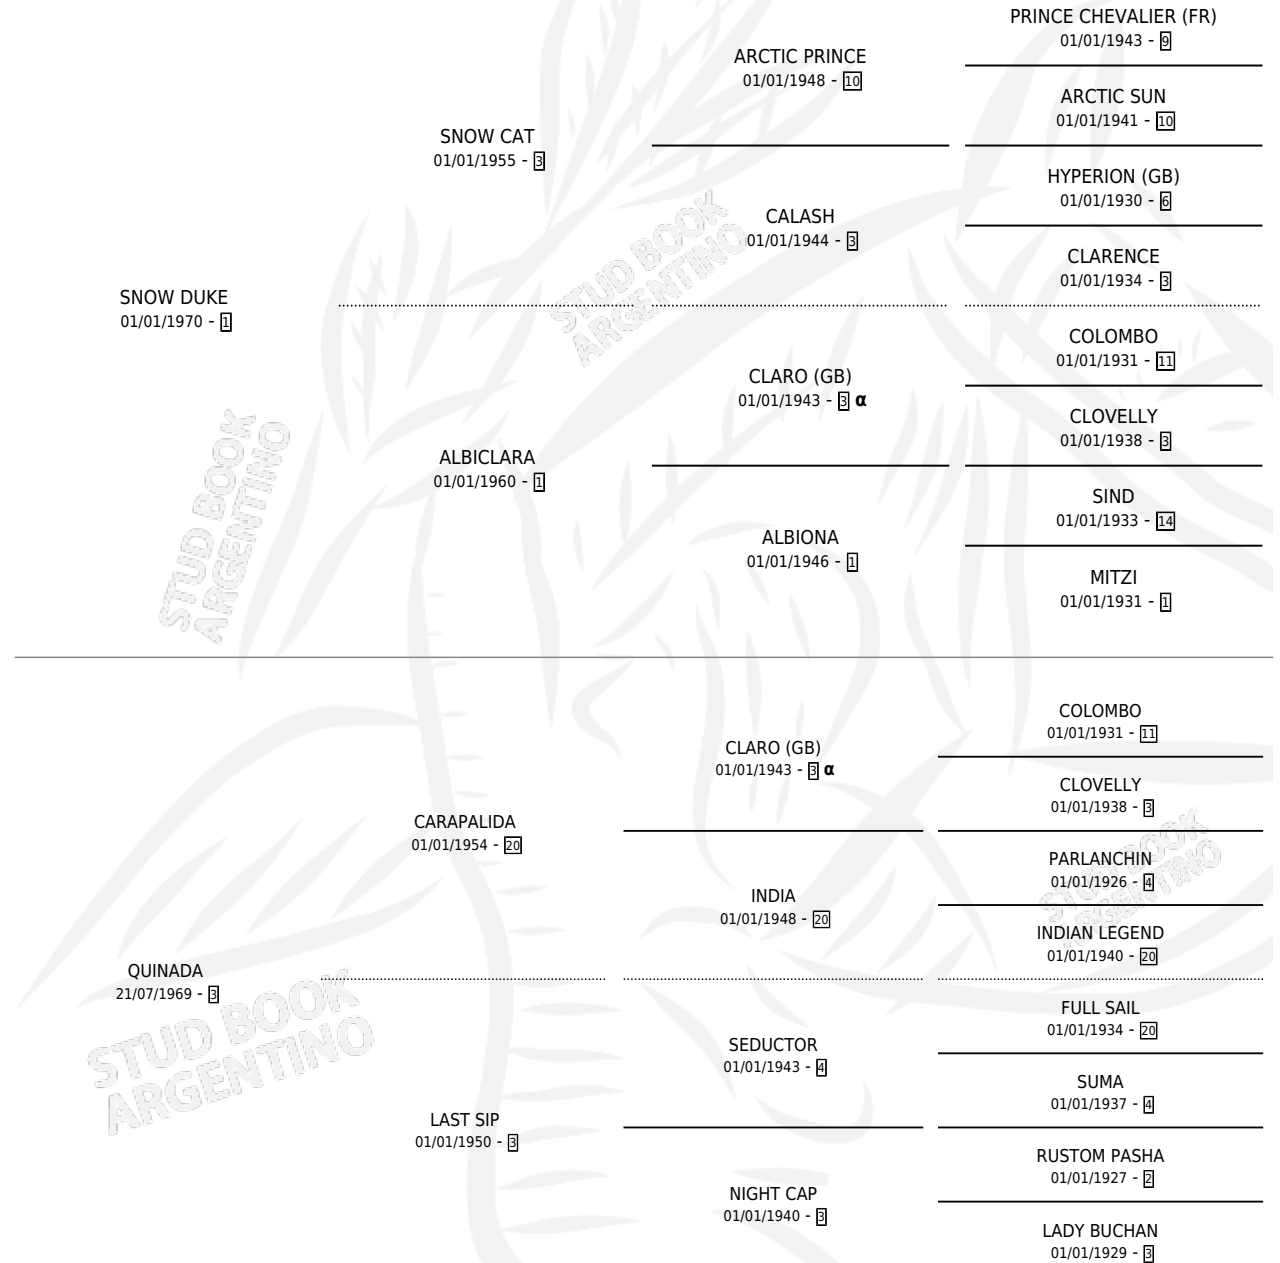 PRINCE CHEVALIER (FR)
01/01/1943 - 9
ARCTIC PRINCE
01/01/1948 - 10
ARCTIC SUN
01/01/1941 - 10
SNOW CAT
01/01/1955 - 3
HYPERION (GB)
01/01/1930 - 6
CALASH
01/01/1944 - 3
CLARENCE
01/01/1934 - 3
SNOW DUKE
01/01/1970 - 1
COLOMBO
01/01/1931 - 11
CLARO (GB)
01/01/1943 - 3 α
CLOVELLY
01/01/1938 - 3
ALBICLARA
01/01/1960 - 1
SIND
01/01/1933 - 14
ALBIONA
01/01/1946 - 1
MITZI
01/01/1931 - 1
COLOMBO
01/01/1931 - 11
CLARO (GB)
01/01/1943 - 3 α
CLOVELLY
01/01/1938 - 3
CARAPALIDA
01/01/1954 - 20
PARLANCHIN
01/01/1926 - 4
INDIA
01/01/1948 - 20
INDIAN LEGEND
01/01/1940 - 20
QUINADA
21/07/1969 - 3
FULL SAIL
01/01/1934 - 20
SEDUCTOR
01/01/1943 - 4
SUMA
01/01/1937 - 4
LAST SIP
01/01/1950 - 3
RUSTOM PASHA
01/01/1927 - 2
NIGHT CAP
01/01/1940 - 3
LADY BUCHAN
01/01/1929 - 3
STUD BOOK
ARGENTINO
STUD BOOK
ARGENTINO
STUD BOOK
ARGENTINO
STUD BOOK
ARGENTINO